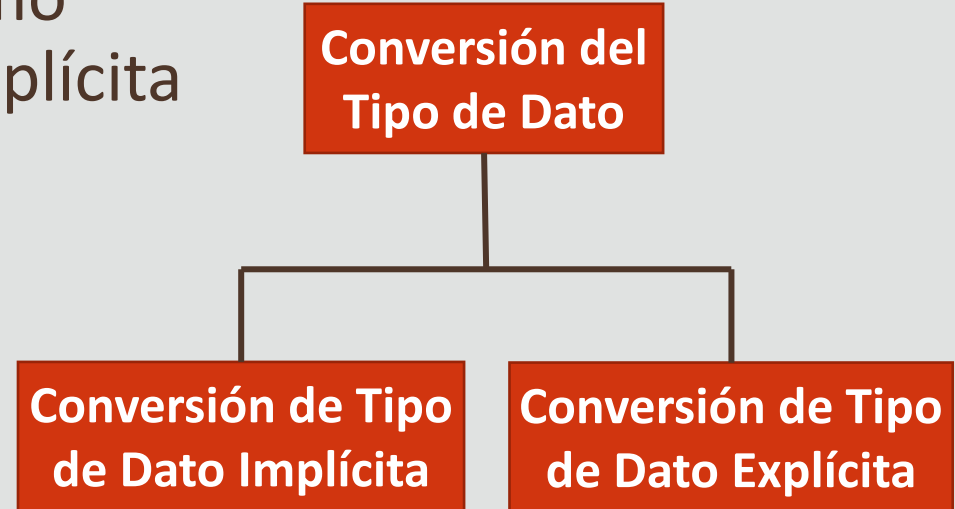 plícita
Conversión del
Tipo de Dato
Conversión de Tipo
de Dato Implícita
Conversión de Tipo
de Dato Explícita